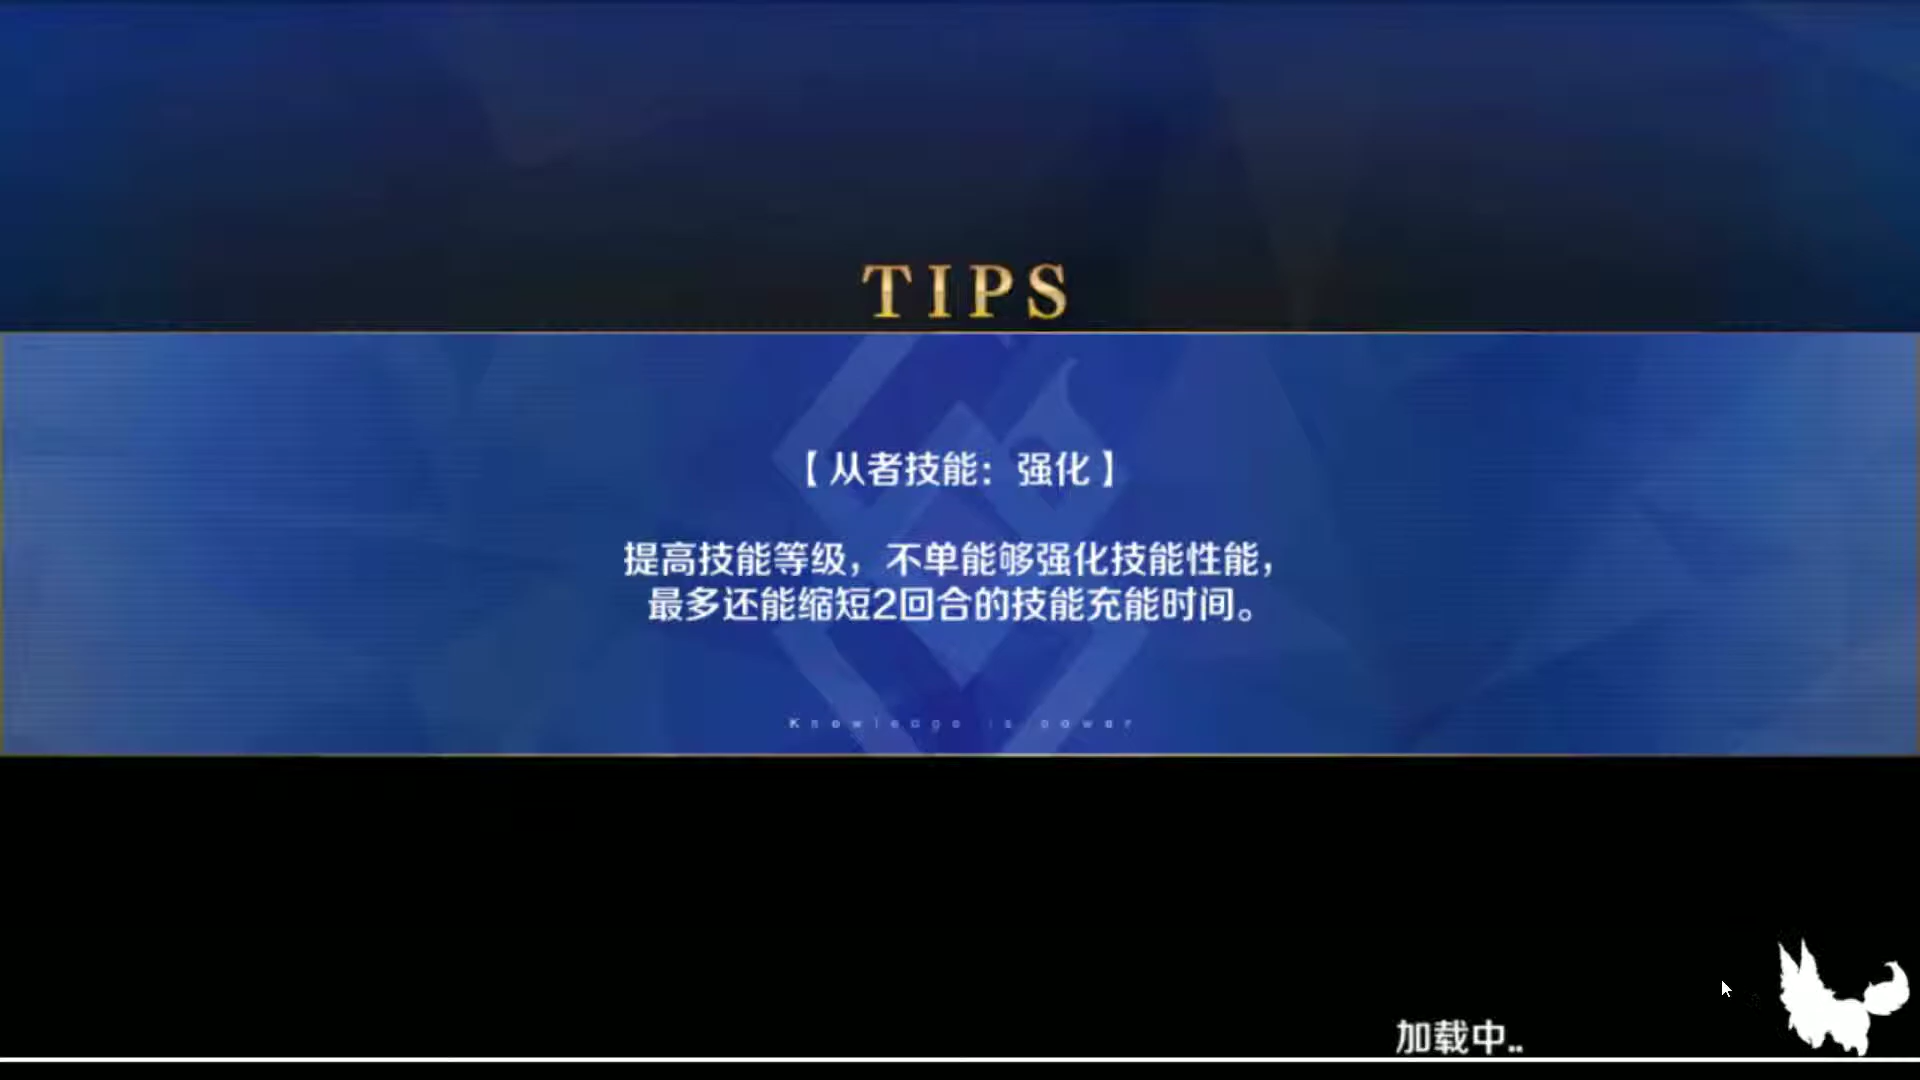 TIPS
【从者技能：强化】
提高技能等级，不单能够强化技能性能，
最多还能缩短2回合的技能充能时间。
Knowledge is power
加载中..